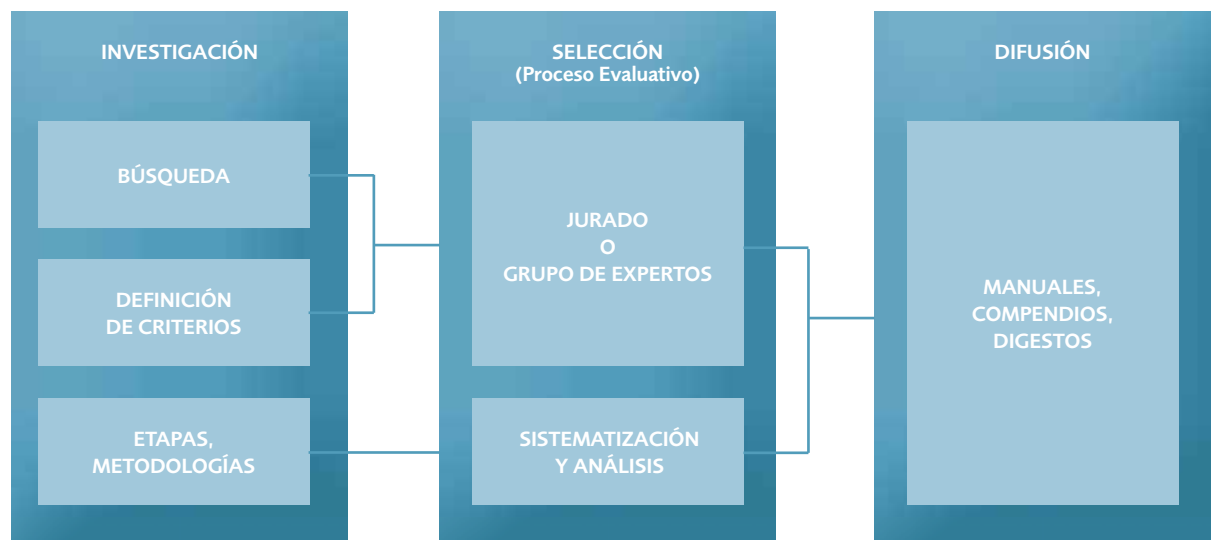 INVESTIGACIÓN
BÚSQUEDA
DEFINICIÓN
DE CRITERIOS
ETAPAS,
METODOLOGÍAS
SELECCIÓN
(Proceso Evaluativo)
JURADO
O
GRUPO DE EXPERTOS
SISTEMATIZACIÓN
Y ANÁLISIS
DIFUSIÓN
MANUALES,
COMPENDIOS,
DIGESTOS